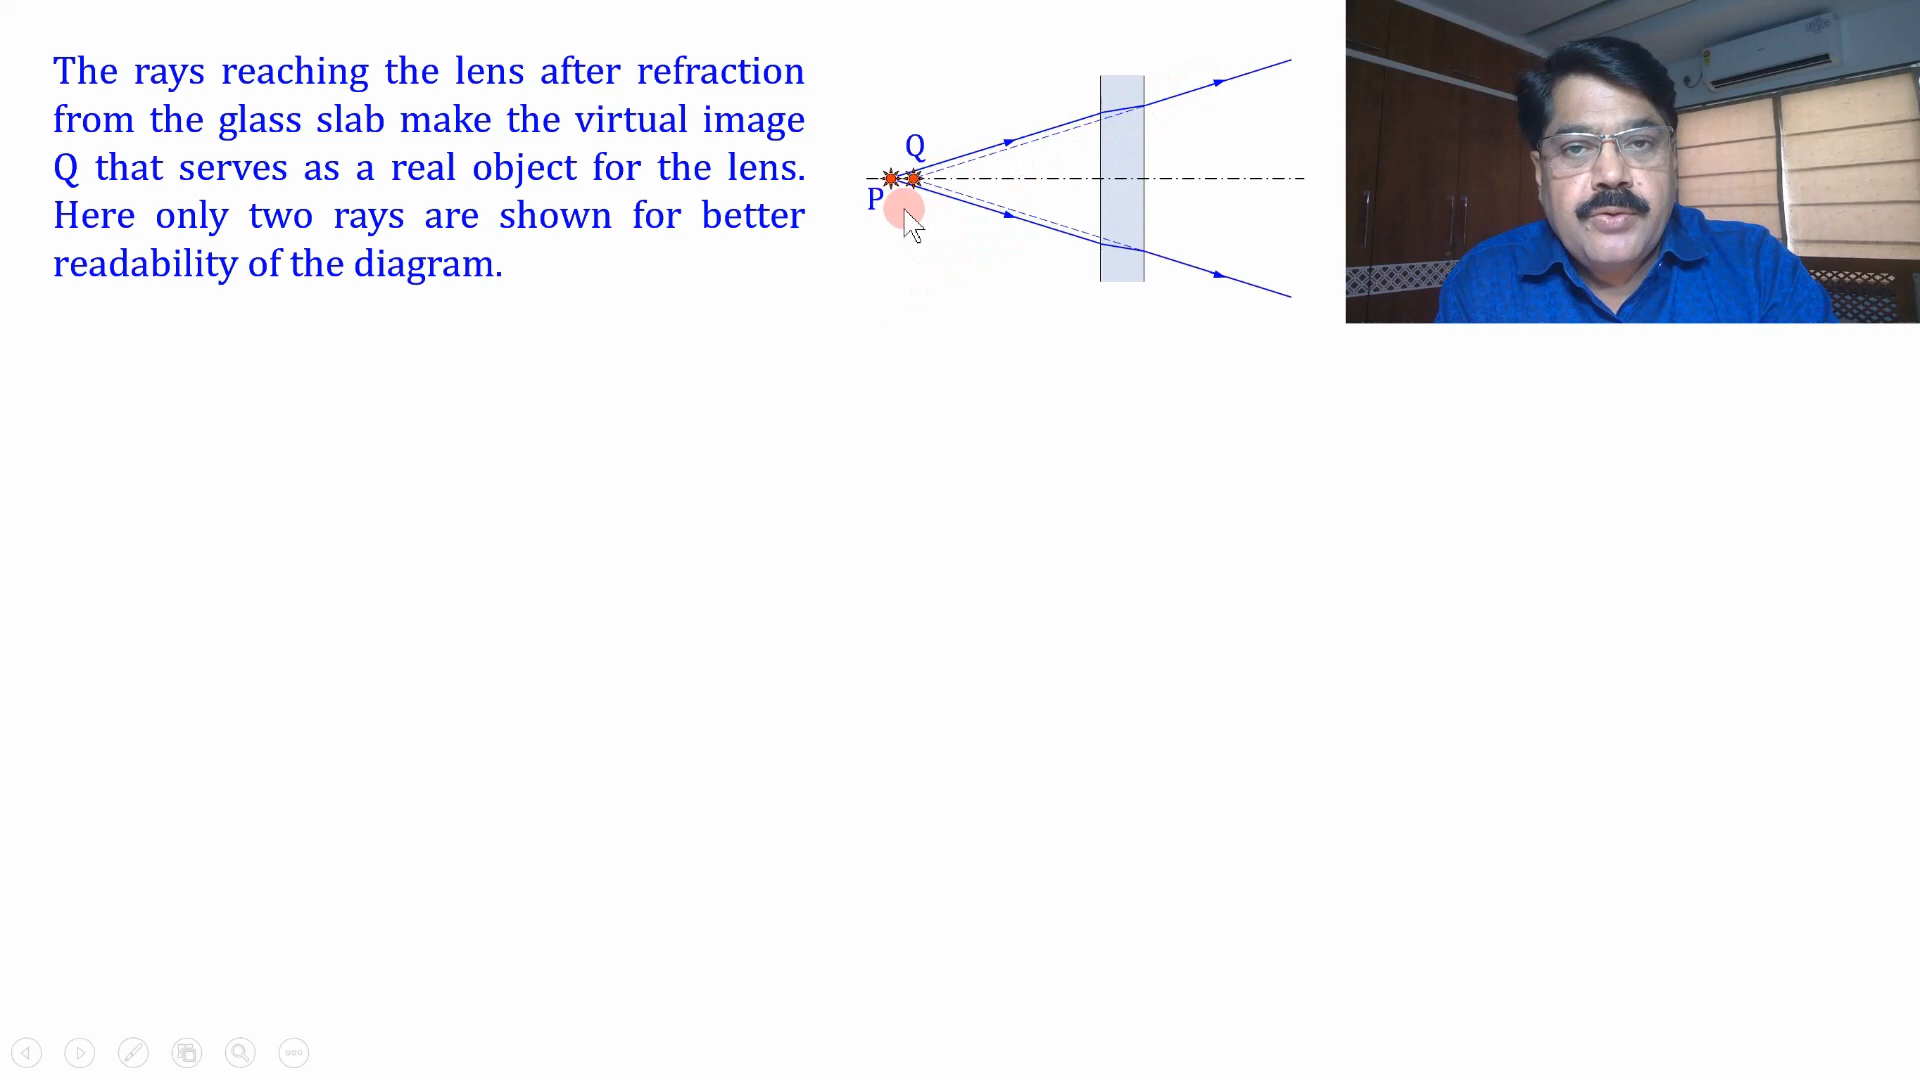 The rays reaching the lens after refraction
from the glass slab make the virtual image
Q that serves as a real object for the lens.
Here only two rays are shown for better
readability of the diagram.
Q
P